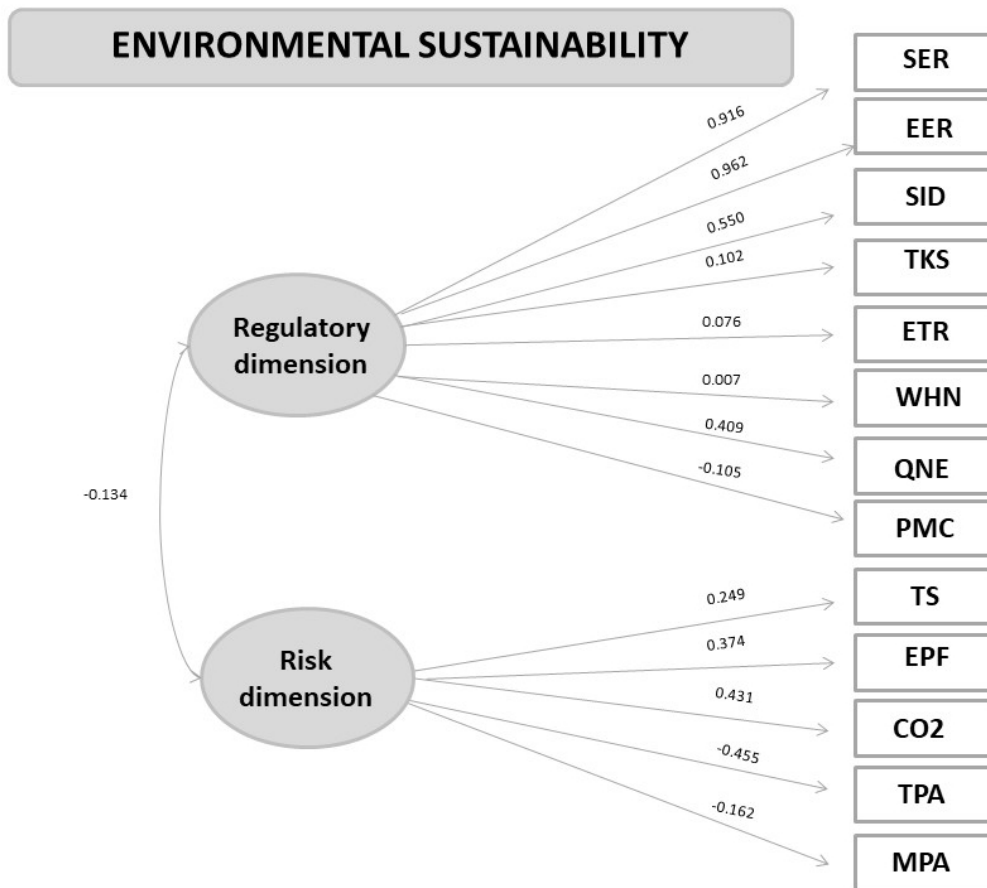 ENVIRONMENTAL SUSTAINABILITY
SER
0.916
EER
0.962
SID
0.550
TKS
0.102
Regulatory
dimension
ETR
0.076
WHN
0.007
QNE
0.409
PMC
-0.105
-0.134
TS
0.249
EPF
0.374
Risk
dimension
CO2
0.431
TPA
-0.455
MPA
-0.162